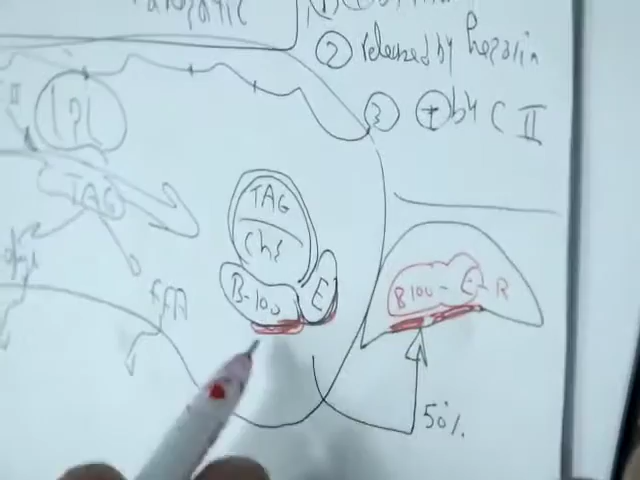 ② released by Heparin
③ ⊕ by C II
LPL
TAG
FFA
TAG
Chs
B-100
E
B100 - E - R
50%